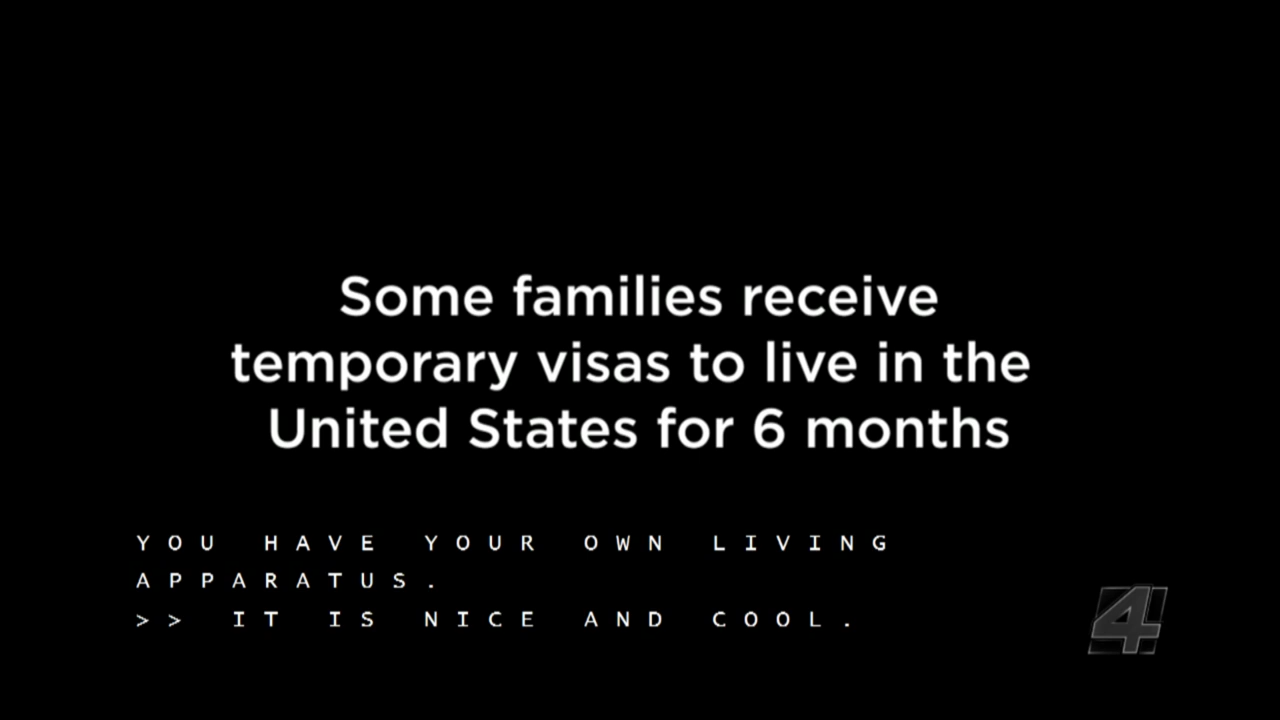 Some families receive
temporary visas to live in the
United States for 6 months
YOU HAVE YOUR OWN LIVING
APPARATUS.
>> IT IS NICE AND COOL.
4